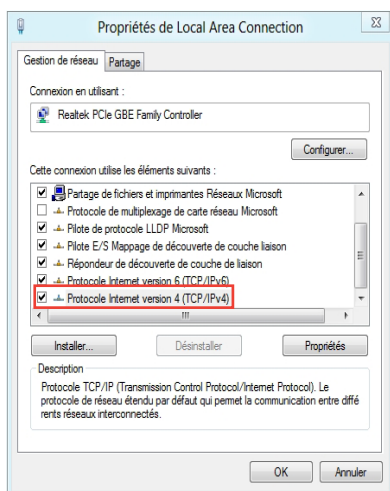 Propriétés de Local Area Connection
Gestion de réseau Partage
Connexion en utilisant :
Realtek PCIe GBE Family Controller
Configurer...
Cette connexion utilise les éléments suivants :
Partage de fichiers et imprimantes Réseaux Microsoft
Protocole de multiplexage de carte réseau Microsoft
Pilote de protocole LLDP Microsoft
Pilote E/S Mappage de découverte de couche liaison
Répondeur de découverte de couche de liaison
Protocole Internet version 6 (TCP/IPv6)
Protocole Internet version 4 (TCP/IPv4)
Installer... Désinstaller Propriétés
Description
Protocole TCP/IP (Transmission Control Protocol/Internet Protocol). Le
protocole de réseau étendu par défaut qui permet la communication entre diffé
rents réseaux interconnectés.
OK Annuler